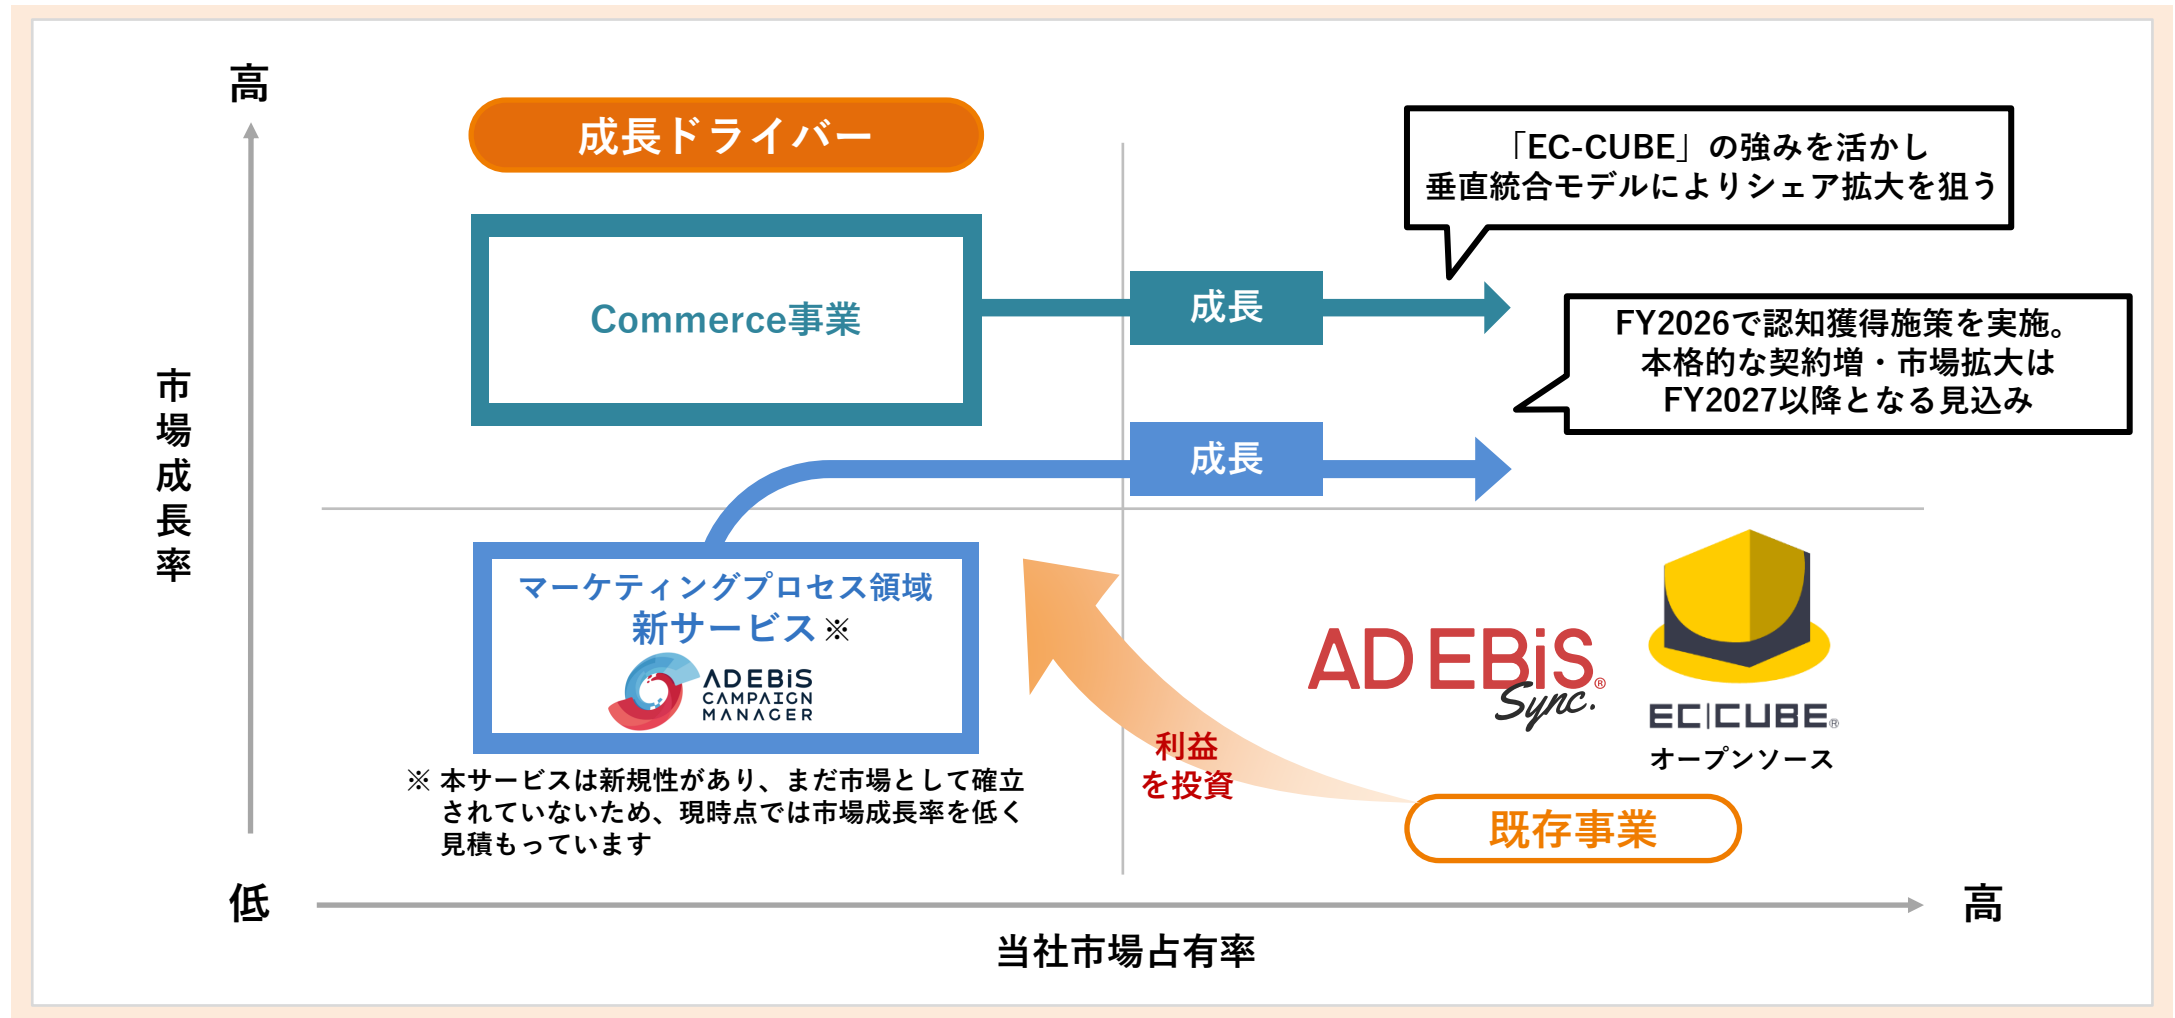 高
成長ドライバー
「EC-CUBE」の強みを活かし
垂直統合モデルによりシェア拡大を狙う
Commerce事業
成長
FY2026で認知獲得施策を実施。
本格的な契約増・市場拡大は
FY2027以降となる見込み
成長
市場成長率
マーケティングプロセス領域
新サービス※
AD EBiS
CAMPAIGN
MANAGER
※ 本サービスは新規性があり、まだ市場として確立
されていないため、現時点では市場成長率を低く
見積もっています
利益
を投資
AD EBiS®
Sync.
EC|CUBE®
オープンソース
既存事業
低
高
当社市場占有率